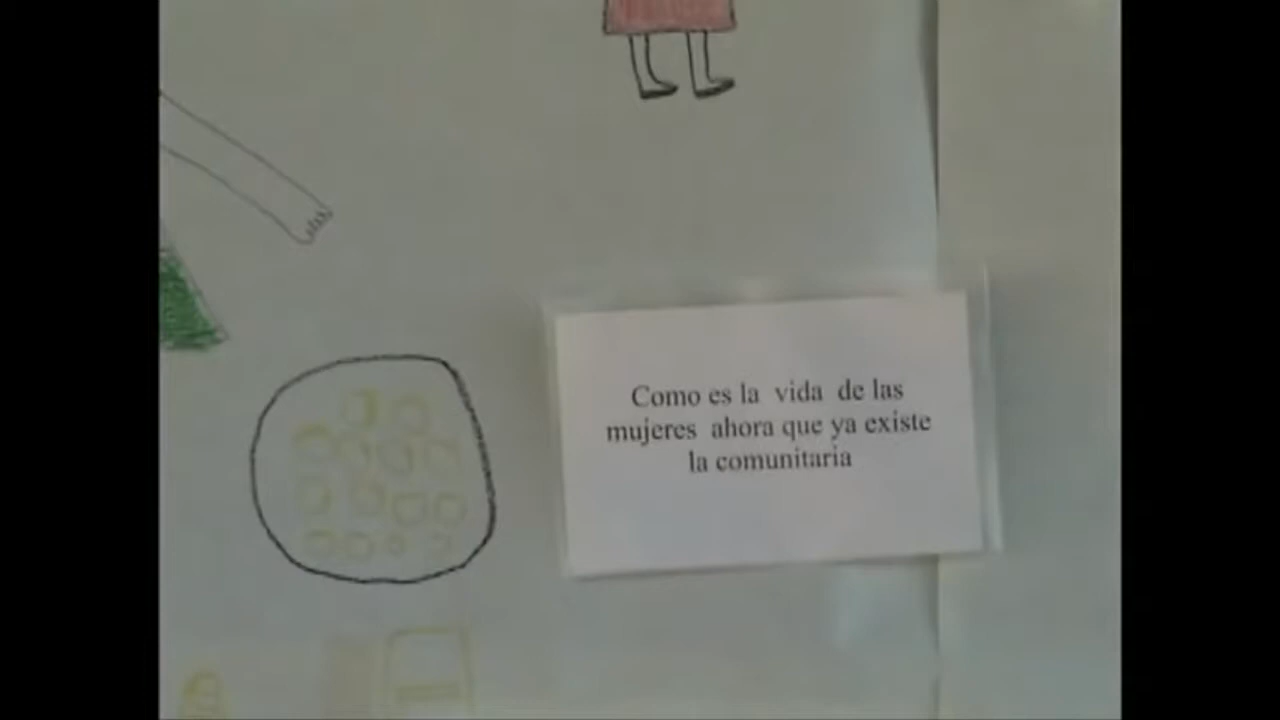 Como es la vida de las
mujeres ahora que ya existe
la comunitaria